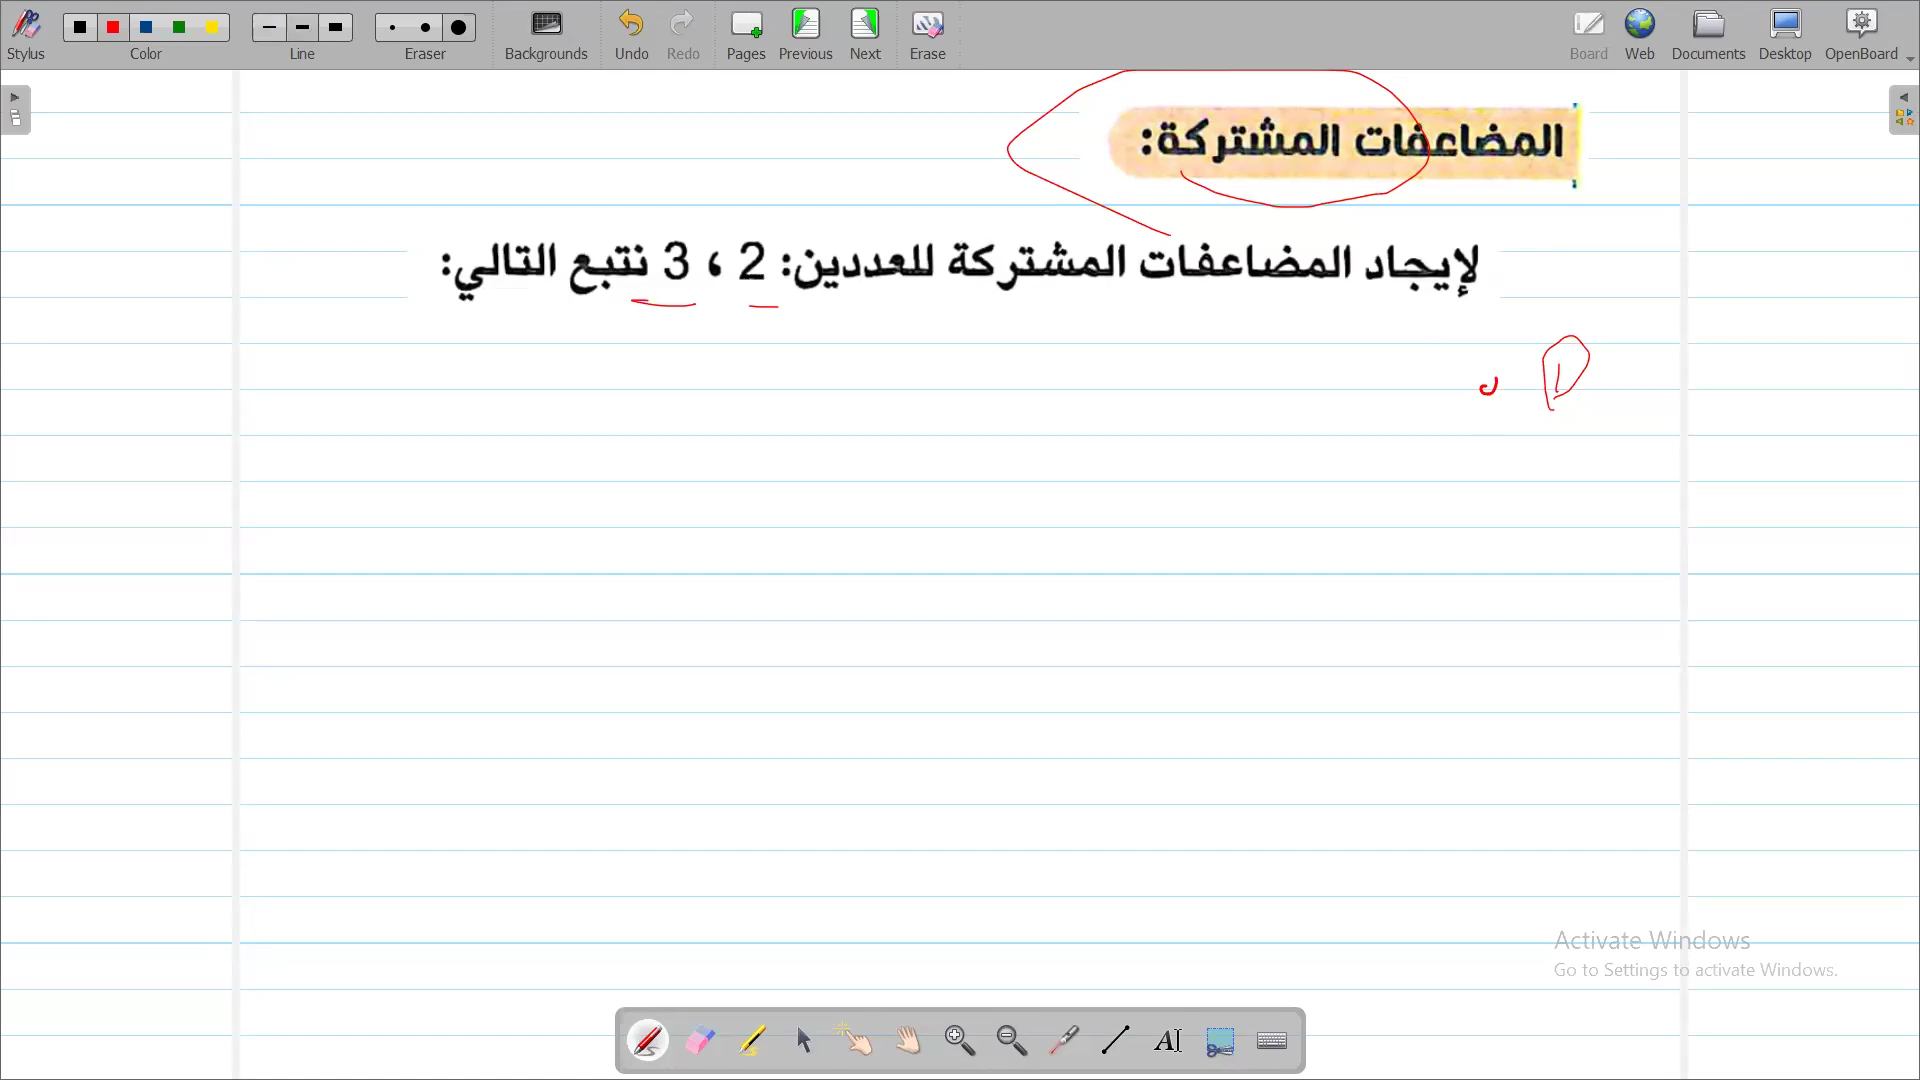 Stylus Color Line Eraser Backgrounds Undo Redo Pages Previous Next Erase Board Web Documents Desktop OpenBoard
المضاعفات المشتركة:
لإيجاد المضاعفات المشتركة للعددين: 2 ، 3 نتبع التالي:
1
Activate Windows
Go to Settings to activate Windows.